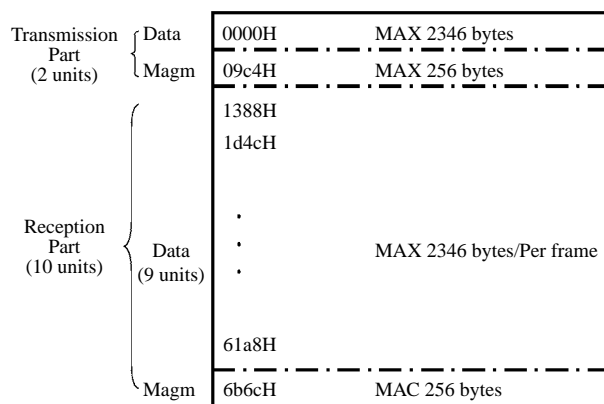 Transmission Part (2 units)
Data 0000H MAX 2346 bytes
Magm 09c4H MAX 256 bytes
Reception Part (10 units)
Data (9 units)
1388H
1d4cH
MAX 2346 bytes/Per frame
61a8H
Magm 6b6cH MAC 256 bytes